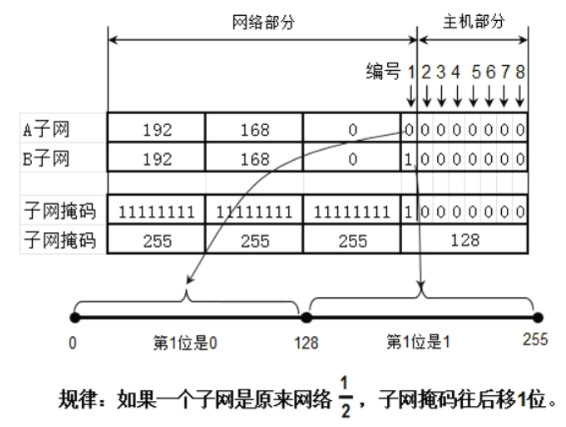 网络部分 主机部分
编号 1 2 3 4 5 6 7 8
A子网 192 168 0 0 0 0 0 0 0 0 0
B子网 192 168 0 1 0 0 0 0 0 0 0
子网掩码 11111111 11111111 11111111 1 0 0 0 0 0 0 0
子网掩码 255 255 255 128
0 第1位是0 128 第1位是1 255
规律：如果一个子网是原来网络1/2，子网掩码往后移1位。